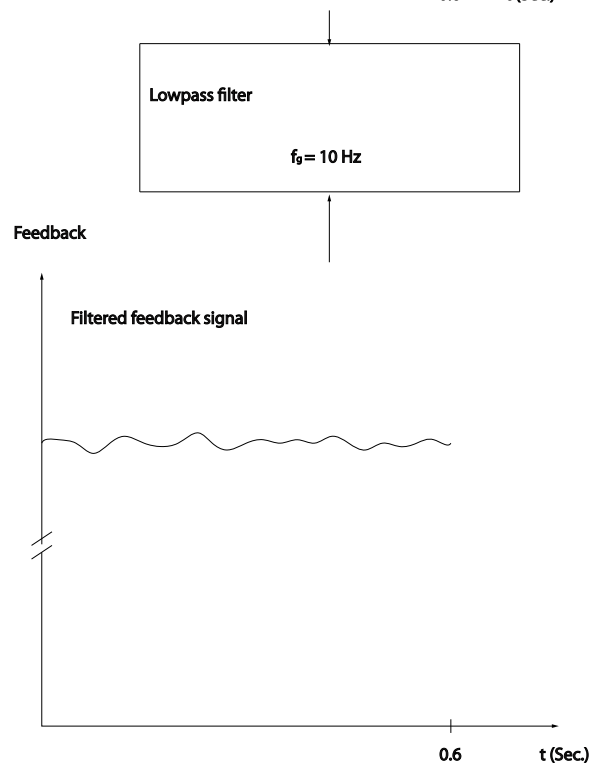 Lowpass filter
fg= 10 Hz
Feedback
Filtered feedback signal
0.6 t (Sec.)